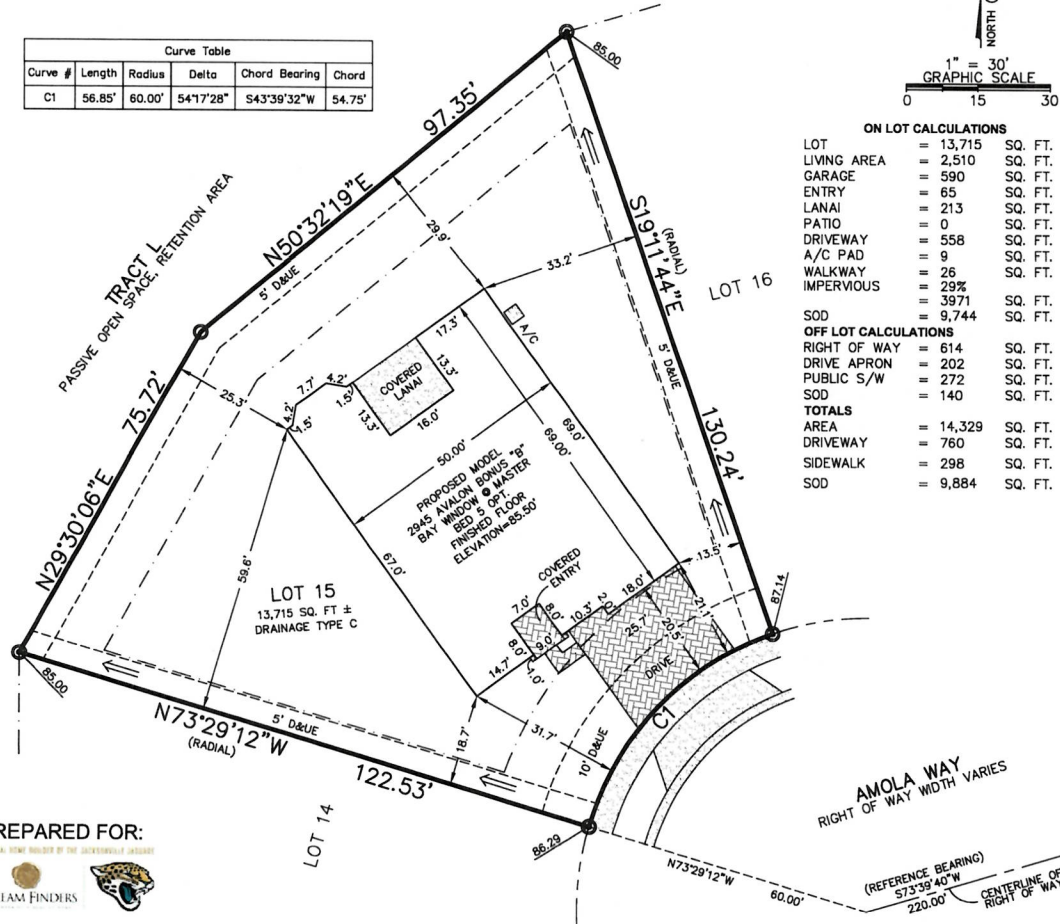 Curve Table
Curve # Length Radius Delta Chord Bearing Chord
C1 56.85' 60.00' 54°17'28" S43°39'32"W 54.75'
NORTH
1" = 30'
GRAPHIC SCALE
0 15 30
ON LOT CALCULATIONS
LOT = 13,715 SQ. FT.
LIVING AREA = 2,510 SQ. FT.
GARAGE = 590 SQ. FT.
ENTRY = 65 SQ. FT.
LANAI = 213 SQ. FT.
PATIO = 0 SQ. FT.
DRIVEWAY = 558 SQ. FT.
A/C PAD = 9 SQ. FT.
WALKWAY = 26 SQ. FT.
IMPERVIOUS = 29%
= 3971 SQ. FT.
SOD = 9,744 SQ. FT.
OFF LOT CALCULATIONS
RIGHT OF WAY = 614 SQ. FT.
DRIVE APRON = 202 SQ. FT.
PUBLIC S/W = 272 SQ. FT.
SOD = 140 SQ. FT.
TOTALS
AREA = 14,329 SQ. FT.
DRIVEWAY = 760 SQ. FT.
SIDEWALK = 298 SQ. FT.
SOD = 9,884 SQ. FT.
85.00
97.35'
N50°32'19"E
5' D&UE
TRACT L
PASSIVE OPEN SPACE, RETENTION AREA
29.9'
S19°11'44"E
(RADIAL)
33.2'
LOT 16
5' D&UE
130.24'
75.72'
N29°30'06"E
25.3'
17.3'
A/C
COVERED
LANAI
13.3'
13.3'
16.0'
4.2'
7.7'
4.2'
1.5'
1.5'
50.00'
69.0'
69.00'
PROPOSED MODEL
2945 AVALON BONUS "B"
BAY WINDOW @ MASTER
BED 5 OPT.
FINISHED FLOOR
ELEVATION=85.50'
67.0'
59.6'
LOT 15
13,715 SQ. FT ±
DRAINAGE TYPE C
COVERED
ENTRY
7.0'
8.0'
10.3'
2.0'
18.0'
13.5'
21.1'
25.7'
20.5'
DRIVE
8.0'
9.0'
1.0'
14.7'
31.7'
18.7'
10' D&UE
C1
87.14
85.00
N73°29'12"W
(RADIAL)
5' D&UE
122.53'
86.29
LOT 14
AMOLA WAY
RIGHT OF WAY WIDTH VARIES
N73°29'12"W
60.00'
(REFERENCE BEARING)
S73°39'40"W
220.00'
CENTERLINE OF
RIGHT OF WAY
REPARED FOR:
AL HOME BUILDER OF THE JACKSONVILLE JAGUARS
EAM FINDERS